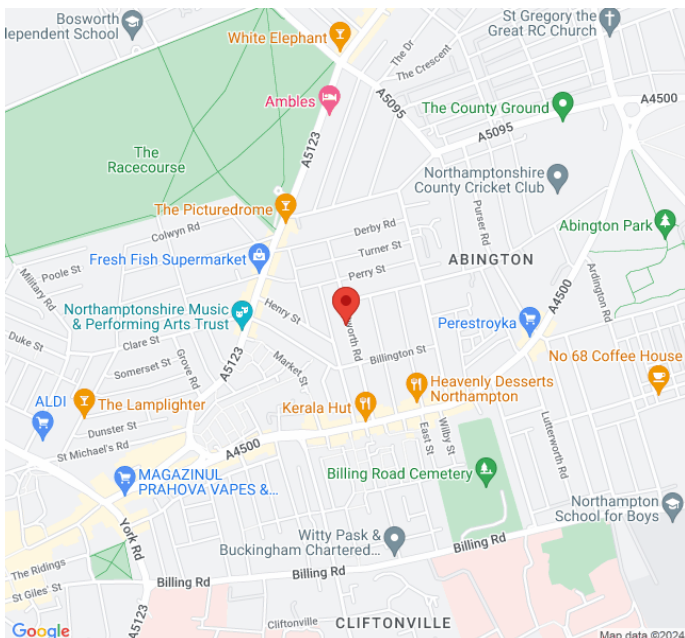 Bosworth
dependent School
St Gregory the
Great RC Church
White Elephant
The Dr
The Crescent
Ambles
A5095
The County Ground
A4500
A5123
A5095
The
Racecourse
Northamptonshire
County Cricket Club
The Picturedrome
Purser Rd
Derby Rd
Abington Park
Colwyn Rd
Turner St
Fresh Fish Supermarket
Perry St
ABINGTON
Poole St
Military Rd
Ardington Rd
A4500
Northamptonshire Music
& Performing Arts Trust
Henry St
worth Rd
Perestroyka
Duke St
Clare St
Grove Rd
A5123
Market St
Billington St
No 68 Coffee House
Somerset St
Heavenly Desserts
Northampton
ALDI
The Lamplighter
Kerala Hut
Dunster St
East St
Wilby St
Lutterworth Rd
St Michael's Rd
A4500
MAGAZINUL
PRAHOVA VAPES &...
Billing Road Cemetery
Northampton
School for Boys
York Rd
Witty Pask &
Buckingham Chartered...
Billing Rd
The Ridings
St Giles' St
Billing Rd
Billing Rd
A5123
Cliftonville
CLIFTONVILLE
Google
Map data ©2024